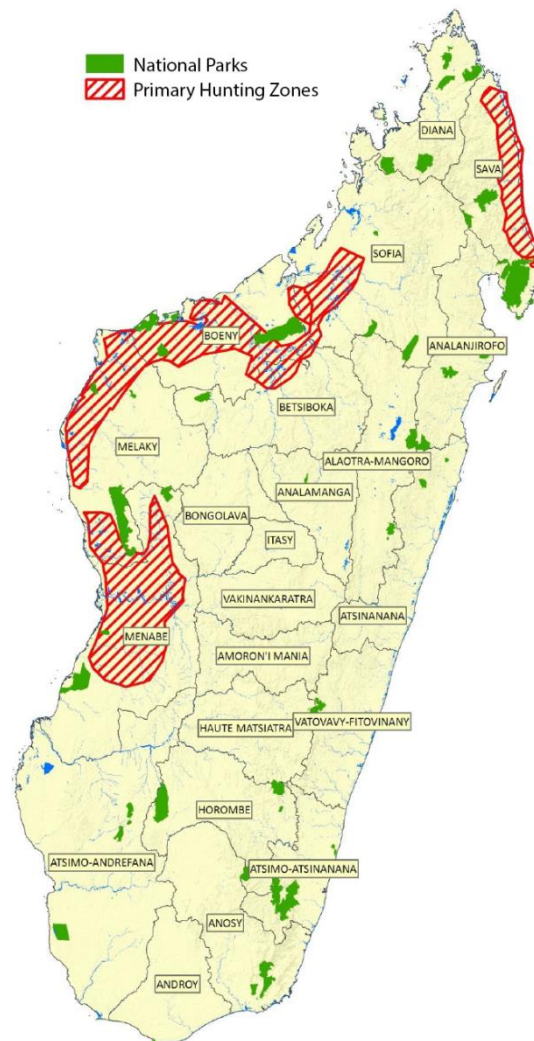 National Parks
Primary Hunting Zones
DIANA
SAVA
SOFIA
BOENY
ANALANJIROFO
BETSIBOKA
MELAKY
ALAOTRA-MANGORO
ANALAMANGA
BONGOLAVA
ITASY
VAKINANKARATRA
ATSINANANA
MENABE
AMORON'I MANIA
HAUTE MATSIATRA
VATOVAVY-FITOVINANY
HOROMBE
ATSIMO-ANDREFANA
ATSIMO-ATSINANANA
ANOSY
ANDROY